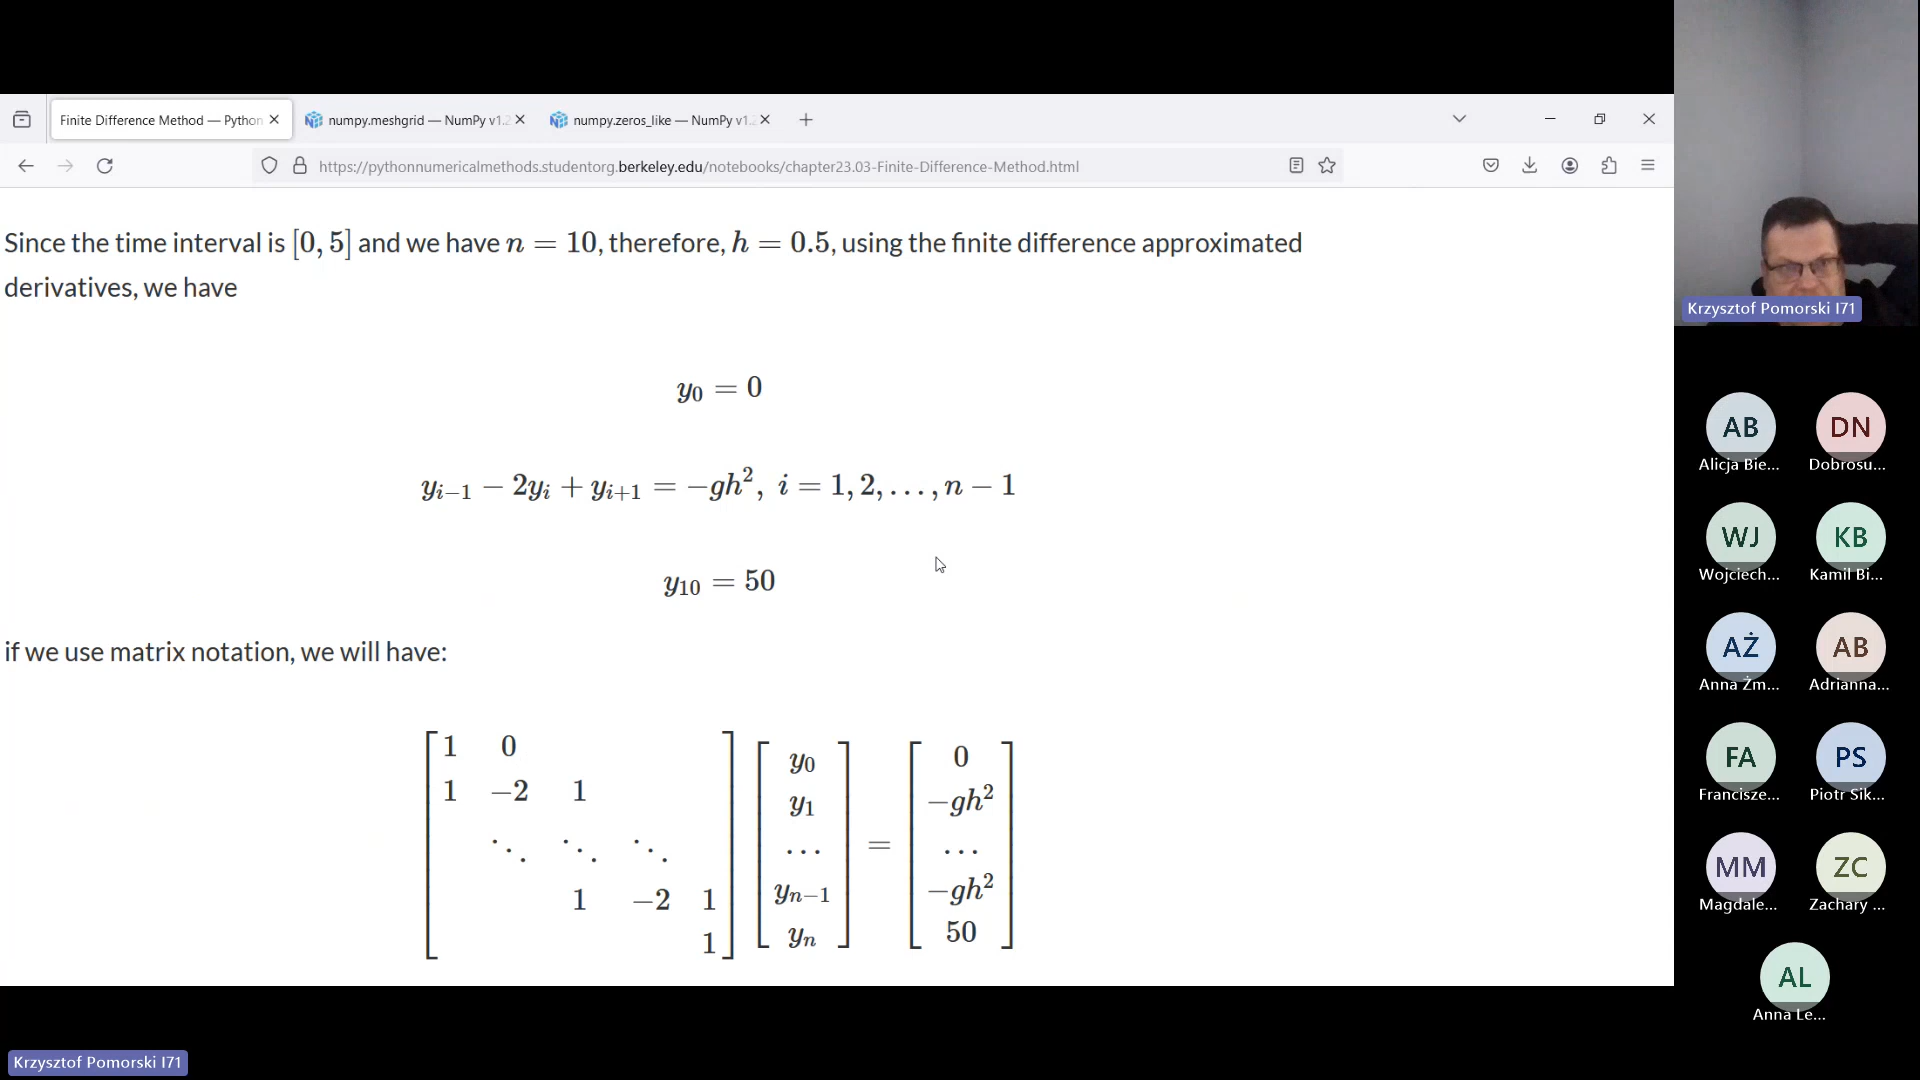 Finite Difference Method — Python
numpy.meshgrid — NumPy v1.2
numpy.zeros_like — NumPy v1.2
https://pythonnumericalmethods.studentorg.berkeley.edu/notebooks/chapter23.03-Finite-Difference-Method.html
Since the time interval is [0, 5] and we have n = 10, therefore, h = 0.5, using the finite difference approximated
derivatives, we have
y₀ = 0
yᵢ₋₁ − 2yᵢ + yᵢ₊₁ = −gh², i = 1, 2, …, n − 1
y₁₀ = 50
if we use matrix notation, we will have:
[1 0
1 −2 1
⋱ ⋱ ⋱
1 −2 1
1]
[y₀
y₁
…
yₙ₋₁
yₙ]
=
[0
−gh²
…
−gh²
50]
Krzysztof Pomorski I71
AB
Alicja Bie...
DN
Dobrosu...
WJ
Wojciech...
KB
Kamil Bi...
AŻ
Anna Żm...
AB
Adrianna...
FA
Francisze...
PS
Piotr Sik...
MM
Magdale...
ZC
Zachary ...
AL
Anna Le...
Krzysztof Pomorski I71